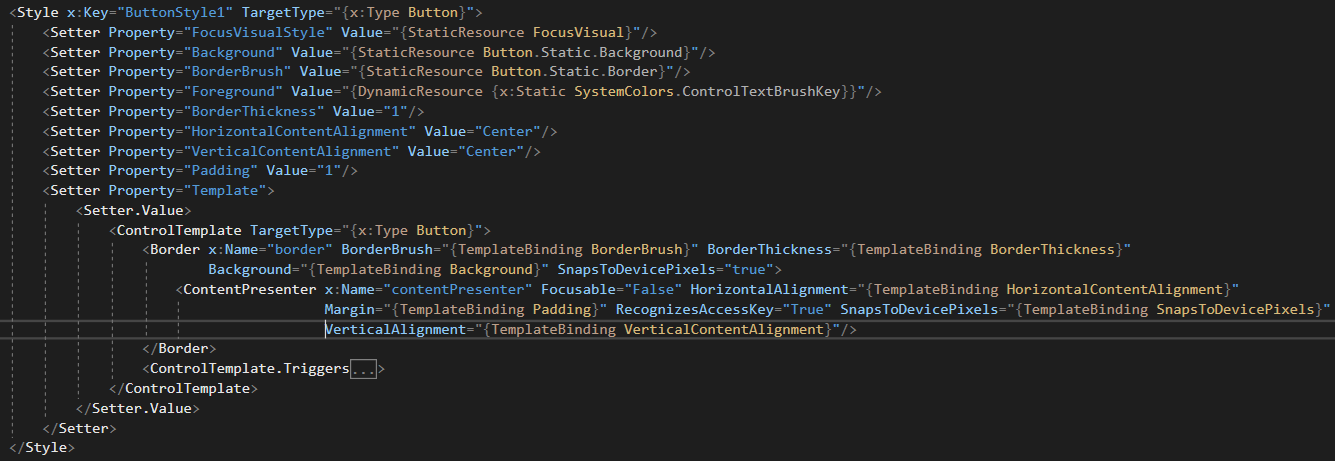 <Style x:Key="ButtonStyle1" TargetType="{x:Type Button}">
<Setter Property="FocusVisualStyle" Value="{StaticResource FocusVisual}"/>
<Setter Property="Background" Value="{StaticResource Button.Static.Background}"/>
<Setter Property="BorderBrush" Value="{StaticResource Button.Static.Border}"/>
<Setter Property="Foreground" Value="{DynamicResource {x:Static SystemColors.ControlTextBrushKey}}"/>
<Setter Property="BorderThickness" Value="1"/>
<Setter Property="HorizontalContentAlignment" Value="Center"/>
<Setter Property="VerticalContentAlignment" Value="Center"/>
<Setter Property="Padding" Value="1"/>
<Setter Property="Template">
<Setter.Value>
<ControlTemplate TargetType="{x:Type Button}">
<Border x:Name="border" BorderBrush="{TemplateBinding BorderBrush}" BorderThickness="{TemplateBinding BorderThickness}"
Background="{TemplateBinding Background}" SnapsToDevicePixels="true">
<ContentPresenter x:Name="contentPresenter" Focusable="False" HorizontalAlignment="{TemplateBinding HorizontalContentAlignment}"
Margin="{TemplateBinding Padding}" RecognizesAccessKey="True" SnapsToDevicePixels="{TemplateBinding SnapsToDevicePixels}"
VerticalAlignment="{TemplateBinding VerticalContentAlignment}"/>
</Border>
<ControlTemplate.Triggers...>
</ControlTemplate>
</Setter.Value>
</Setter>
</Style>